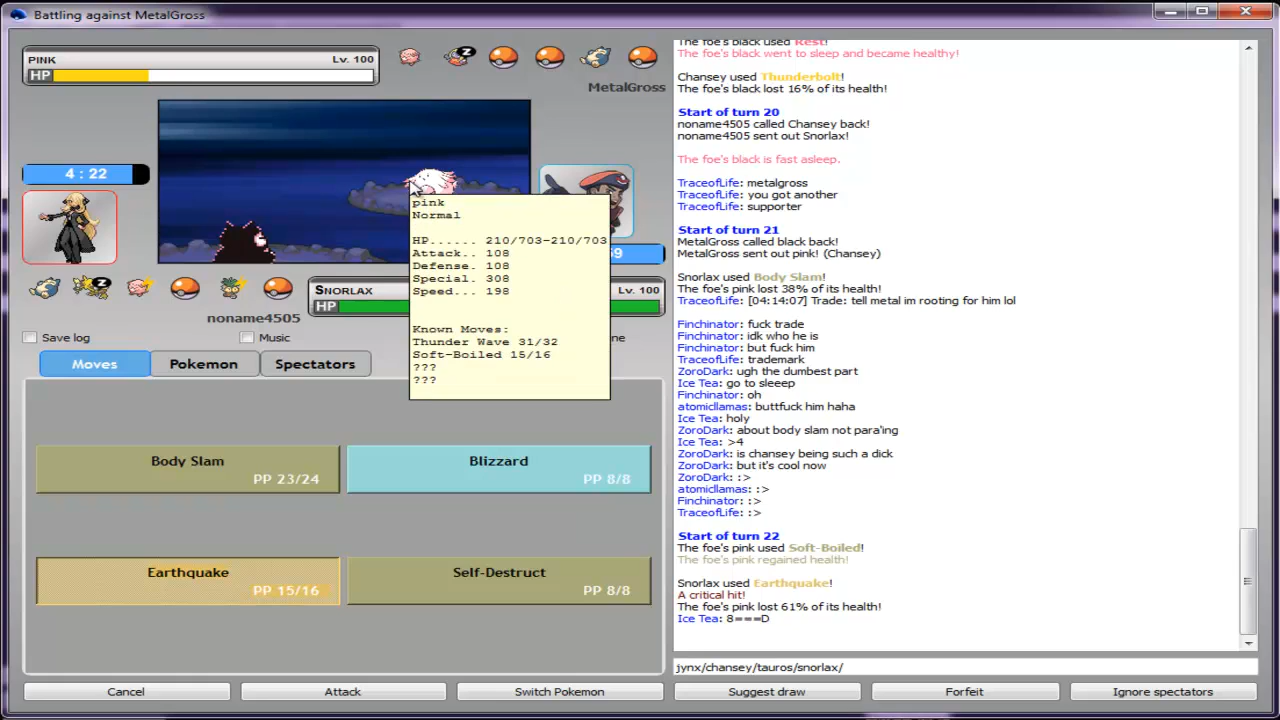 Battling against MetalGross
PINK Lv. 100
HP
MetalGross
4 : 22
pink
Normal
HP...... 210/703-210/703
Attack.. 108
Defense. 108
Special. 308
Speed... 198
Known Moves:
Thunder Wave 31/32
Soft-Boiled 15/16
???
???
59
SNORLAX Lv. 100
HP
noname4505
Save log Music ne
Moves Pokemon Spectators
Body Slam
PP 23/24
Blizzard
PP 8/8
Earthquake
PP 15/16
Self-Destruct
PP 8/8
Cancel Attack Switch Pokemon
The foe's black used Rest!
The foe's black went to sleep and became healthy!
Chansey used Thunderbolt!
The foe's black lost 16% of its health!
Start of turn 20
noname4505 called Chansey back!
noname4505 sent out Snorlax!
The foe's black is fast asleep.
TraceofLife: metalgross
TraceofLife: you got another
TraceofLife: supporter
Start of turn 21
MetalGross called black back!
MetalGross sent out pink! (Chansey)
Snorlax used Body Slam!
The foe's pink lost 38% of its health!
TraceofLife: [04:14:07] Trade: tell metal im rooting for him lol
Finchinator: fuck trade
Finchinator: idk who he is
Finchinator: but fuck him
TraceofLife: trademark
ZoroDark: ugh the dumbest part
Ice Tea: go to sleeep
Finchinator: oh
atomicllamas: buttfuck him haha
Ice Tea: holy
ZoroDark: about body slam not para'ing
Ice Tea: >4
ZoroDark: is chansey being such a dick
ZoroDark: but it's cool now
ZoroDark: :>
atomicllamas: :>
Finchinator: :>
TraceofLife: :>
Start of turn 22
The foe's pink used Soft-Boiled!
The foe's pink regained health!
Snorlax used Earthquake!
A critical hit!
The foe's pink lost 61% of its health!
Ice Tea: 8===D
jynx/chansey/tauros/snorlax/
Suggest draw Forfeit Ignore spectators